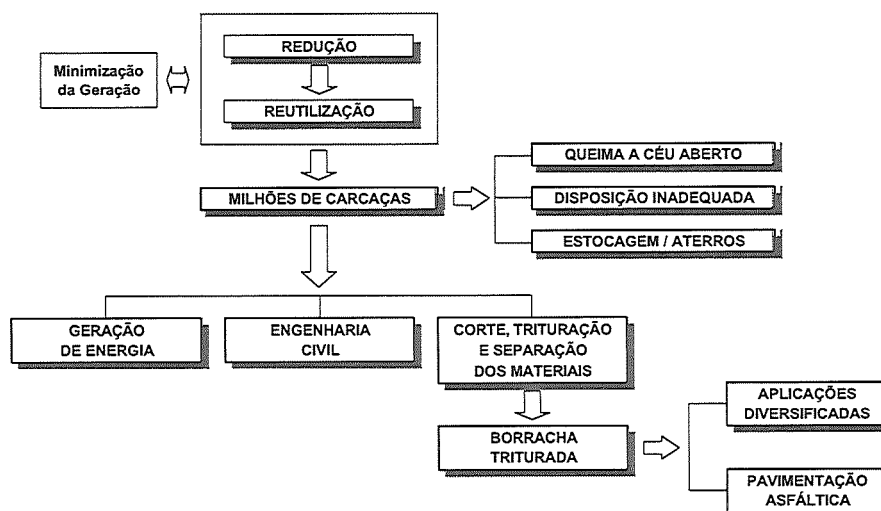 REDUÇÃO
Minimização
da Geração
REUTILIZAÇÃO
QUEIMA A CÉU ABERTO
MILHÕES DE CARCAÇAS
DISPOSIÇÃO INADEQUADA
ESTOCAGEM / ATERROS
GERAÇÃO
DE ENERGIA
ENGENHARIA
CIVIL
CORTE, TRITURAÇÃO
E SEPARAÇÃO
DOS MATERIAIS
BORRACHA
TRITURADA
APLICAÇÕES
DIVERSIFICADAS
PAVIMENTAÇÃO
ASFÁLTICA